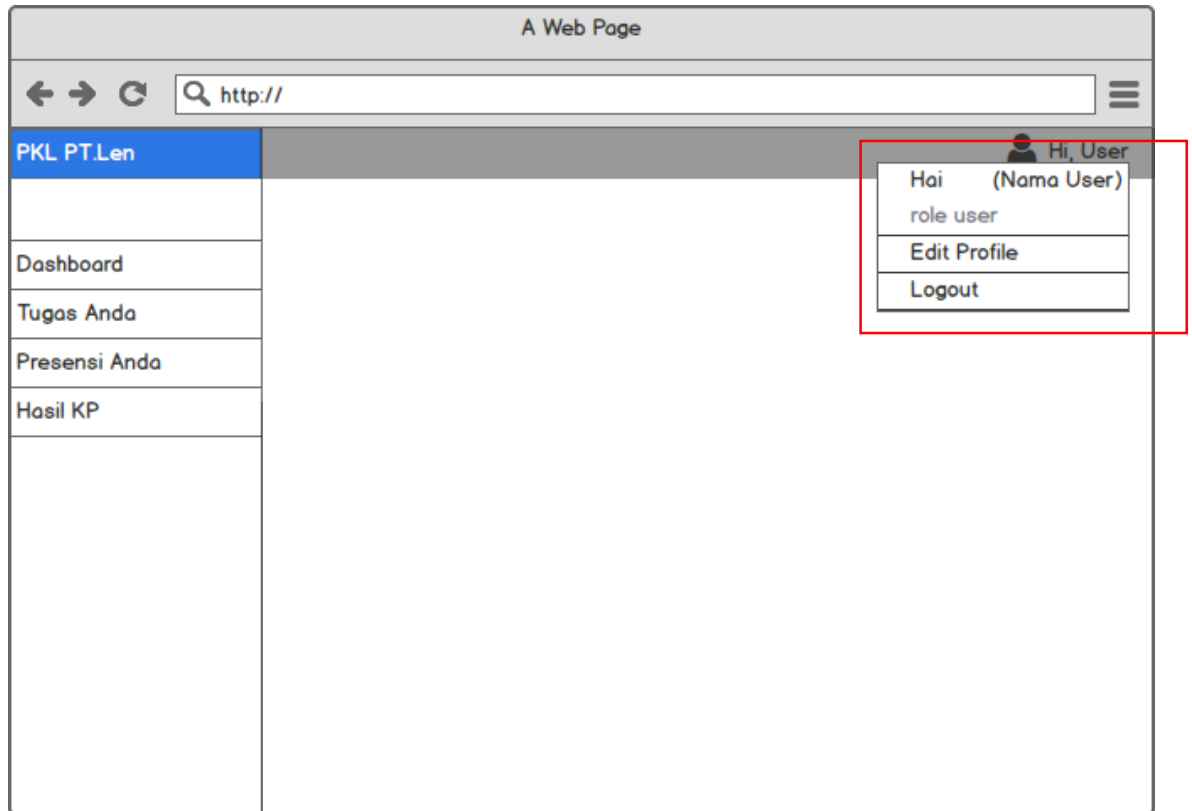 A Web Page
http://
PKL PT.Len
Hi, User
Hai (Nama User)
role user
Edit Profile
Logout
Dashboard
Tugas Anda
Presensi Anda
Hasil KP